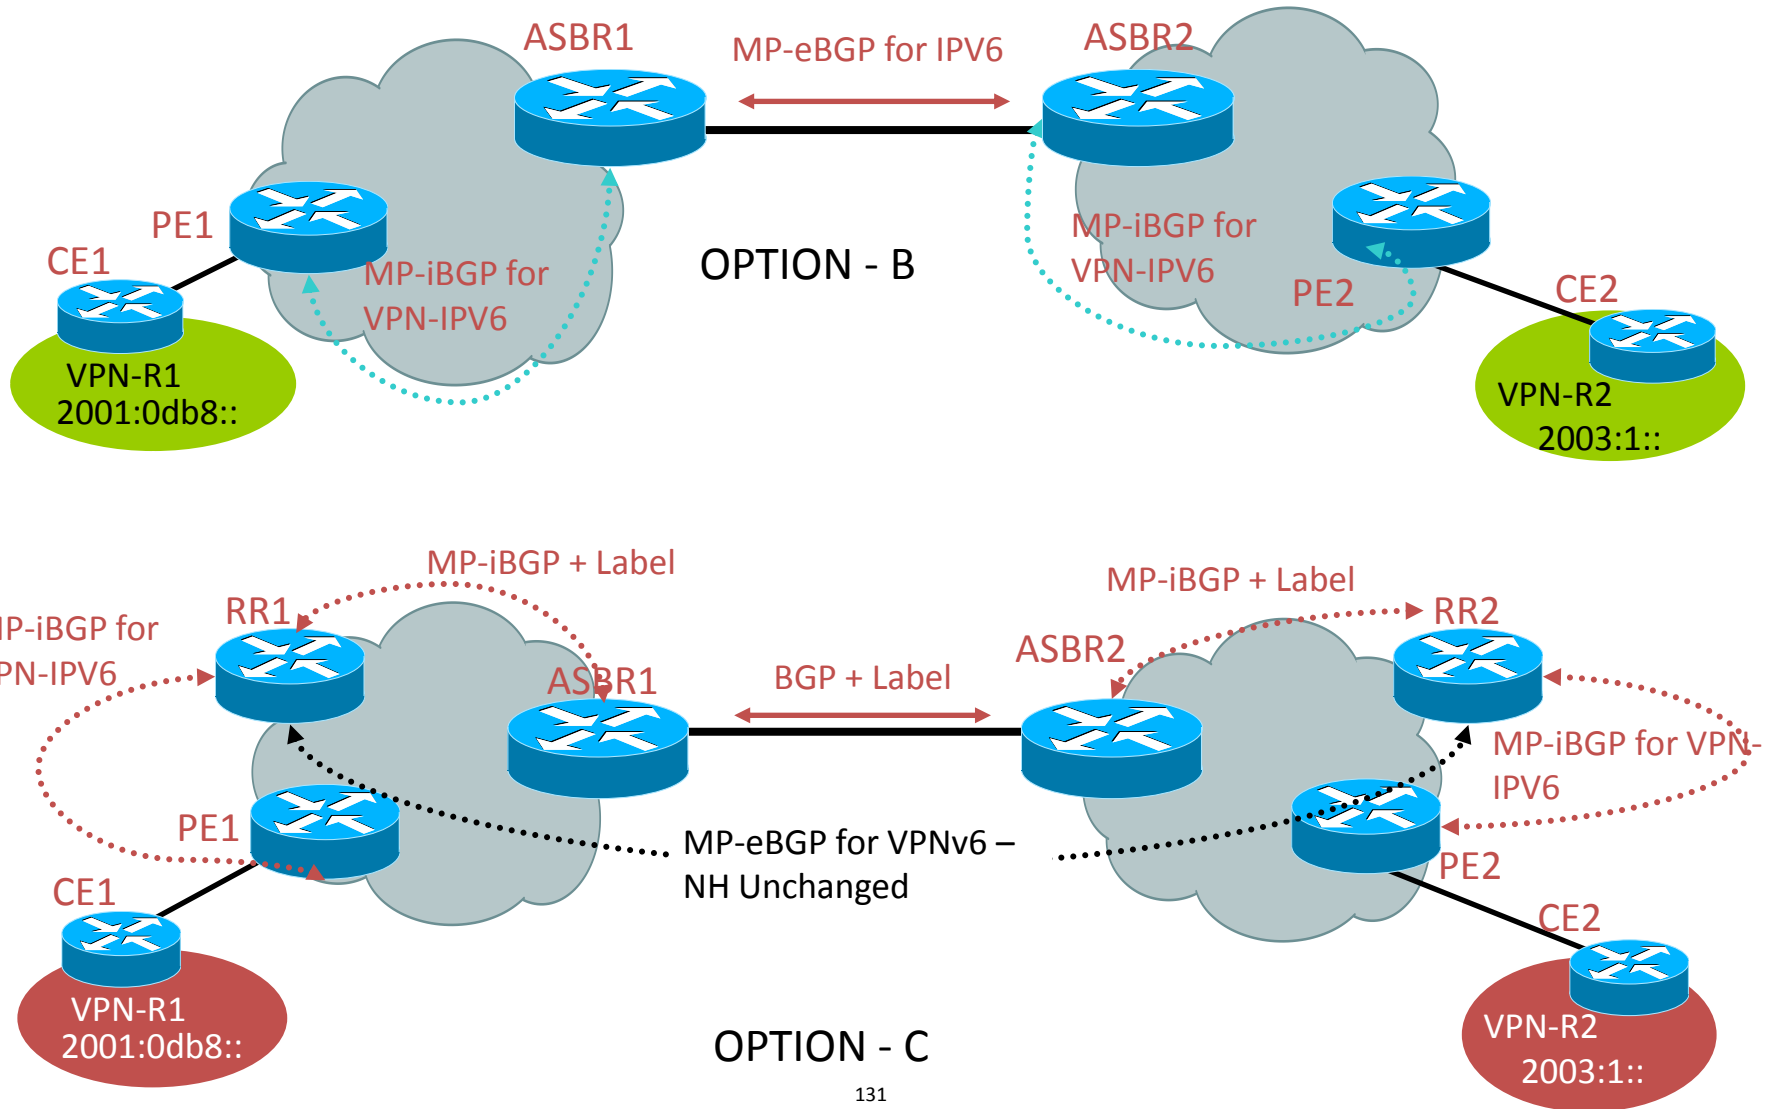 ASBR1
MP-eBGP for IPV6
ASBR2
PE1
MP-iBGP for
VPN-IPV6
OPTION - B
MP-iBGP for
VPN-IPV6
PE2
CE1
CE2
VPN-R1
2001:0db8::
VPN-R2
2003:1::
MP-iBGP + Label
MP-iBGP + Label
RR1
RR2
P-iBGP for
PN-IPV6
ASBR1
BGP + Label
ASBR2
MP-iBGP for VPN-
IPV6
PE1
MP-eBGP for VPNv6 –
NH Unchanged
PE2
CE1
CE2
VPN-R1
2001:0db8::
VPN-R2
2003:1::
OPTION - C
131